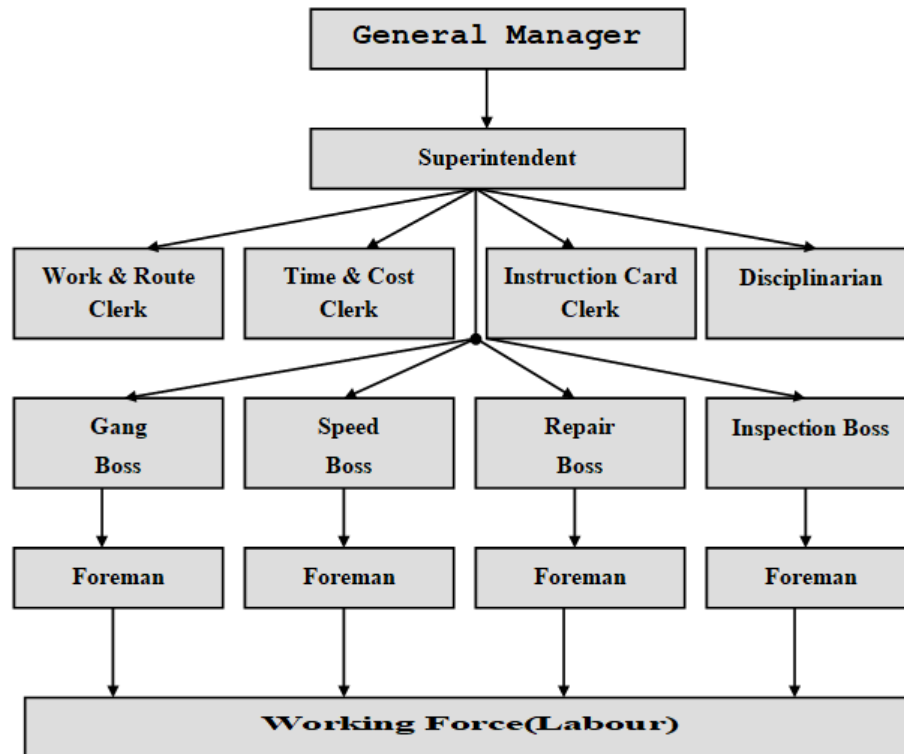 General Manager
Superintendent
Work & Route
Clerk
Time & Cost
Clerk
Instruction Card
Clerk
Disciplinarian
Gang
Boss
Speed
Boss
Repair
Boss
Inspection Boss
Foreman
Foreman
Foreman
Foreman
Working Force(Labour)